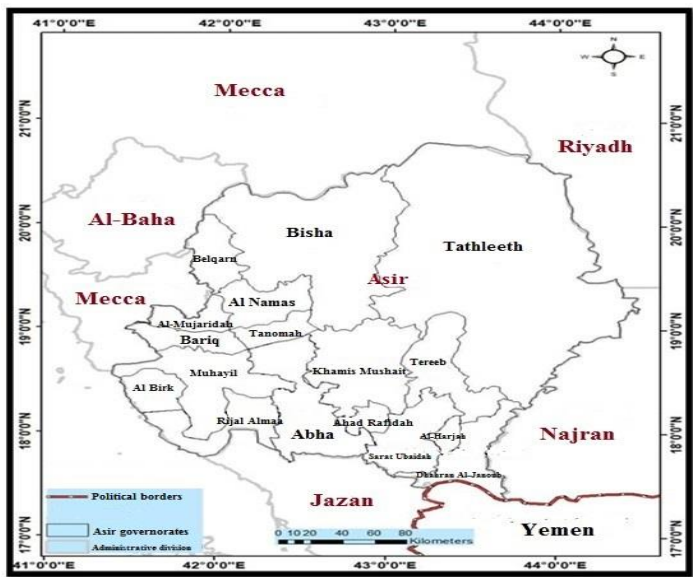 41°0'0"E 42°0'0"E 43°0'0"E 44°0'0"E
N
W E
S
Mecca
21°0'0"N 21°0'0"N
Riyadh
Al-Baha
20°0'0"N 20°0'0"N
Bisha
Tathleeth
Belqarn
Asir
Mecca
Al Namas
19°0'0"N 19°0'0"N
Al-Mujaridah
Tanomah
Bariq
Tereeb
Khamis Mushait
Muhayil
Al Birk
Rijal Almaa
Ahad Rafidah
Abha
Al-Harjah
Najran
18°0'0"N 18°0'0"N
Sarat Ubaidah
Dhahran Al-Janoub
Political borders
Jazan
Asir governorates
Yemen
0 10 20 40 60 80
Kilometers
Administrative division
17°0'0"N 17°0'0"N
41°0'0"E 42°0'0"E 43°0'0"E 44°0'0"E